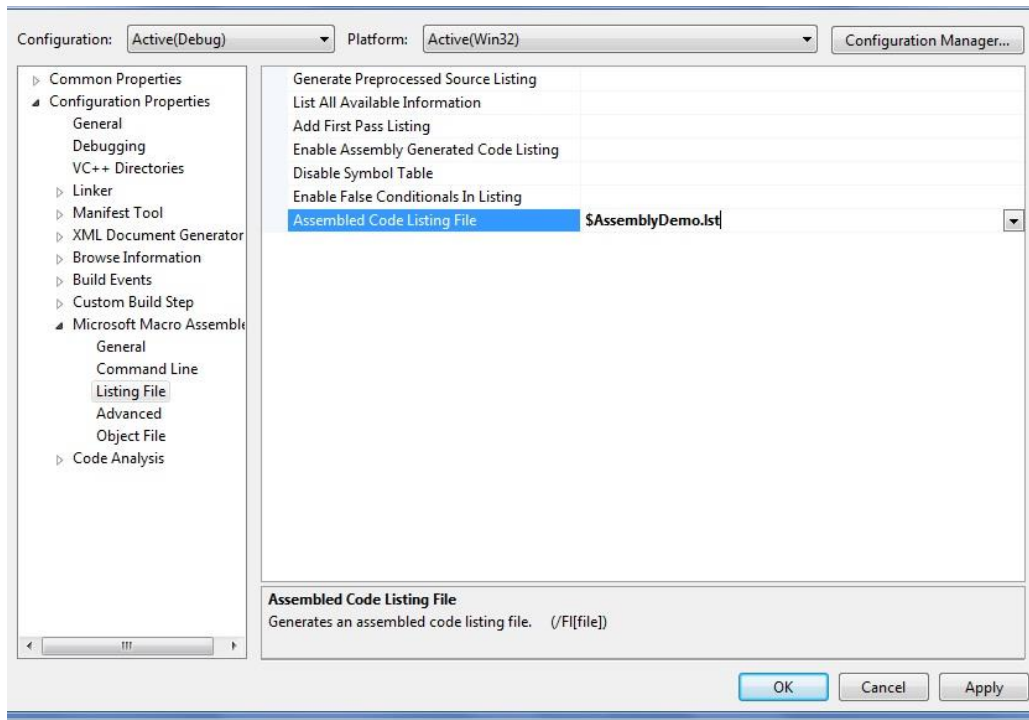 Configuration: Active(Debug) Platform: Active(Win32) Configuration Manager...
Common Properties
Configuration Properties
General
Debugging
VC++ Directories
Linker
Manifest Tool
XML Document Generator
Browse Information
Build Events
Custom Build Step
Microsoft Macro Assemble
General
Command Line
Listing File
Advanced
Object File
Code Analysis
Generate Preprocessed Source Listing
List All Available Information
Add First Pass Listing
Enable Assembly Generated Code Listing
Disable Symbol Table
Enable False Conditionals In Listing
Assembled Code Listing File $AssemblyDemo.lst
Assembled Code Listing File
Generates an assembled code listing file. (/Fl[file])
OK Cancel Apply